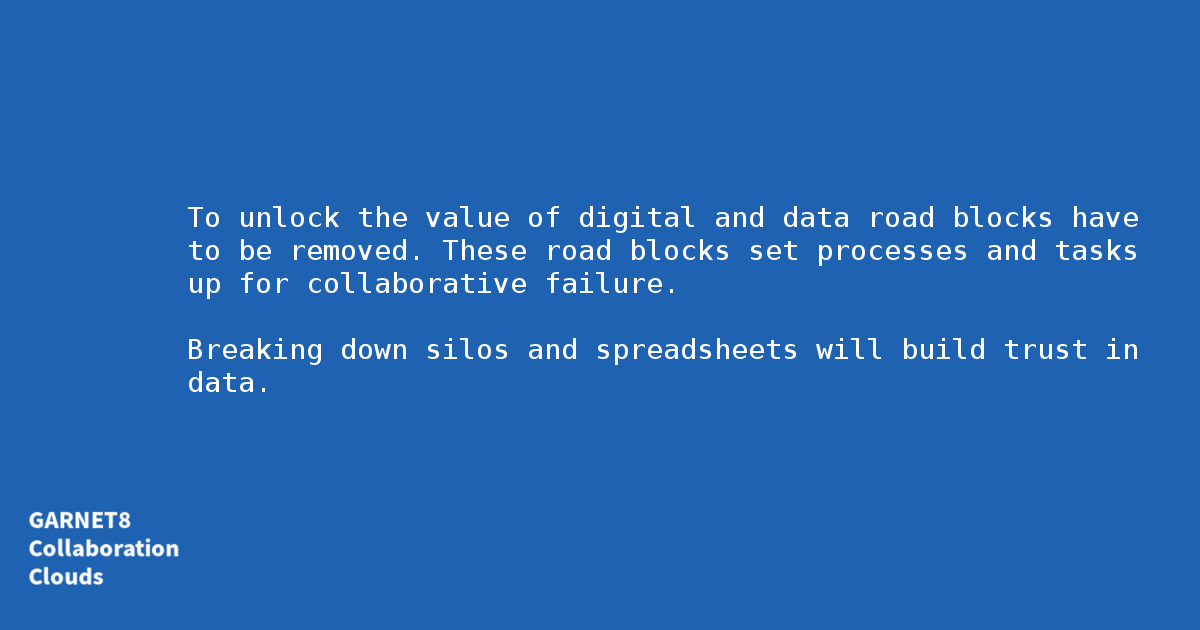 To unlock the value of digital and data road blocks have
to be removed. These road blocks set processes and tasks
up for collaborative failure.
Breaking down silos and spreadsheets will build trust in
data.
GARNET8
Collaboration
Clouds